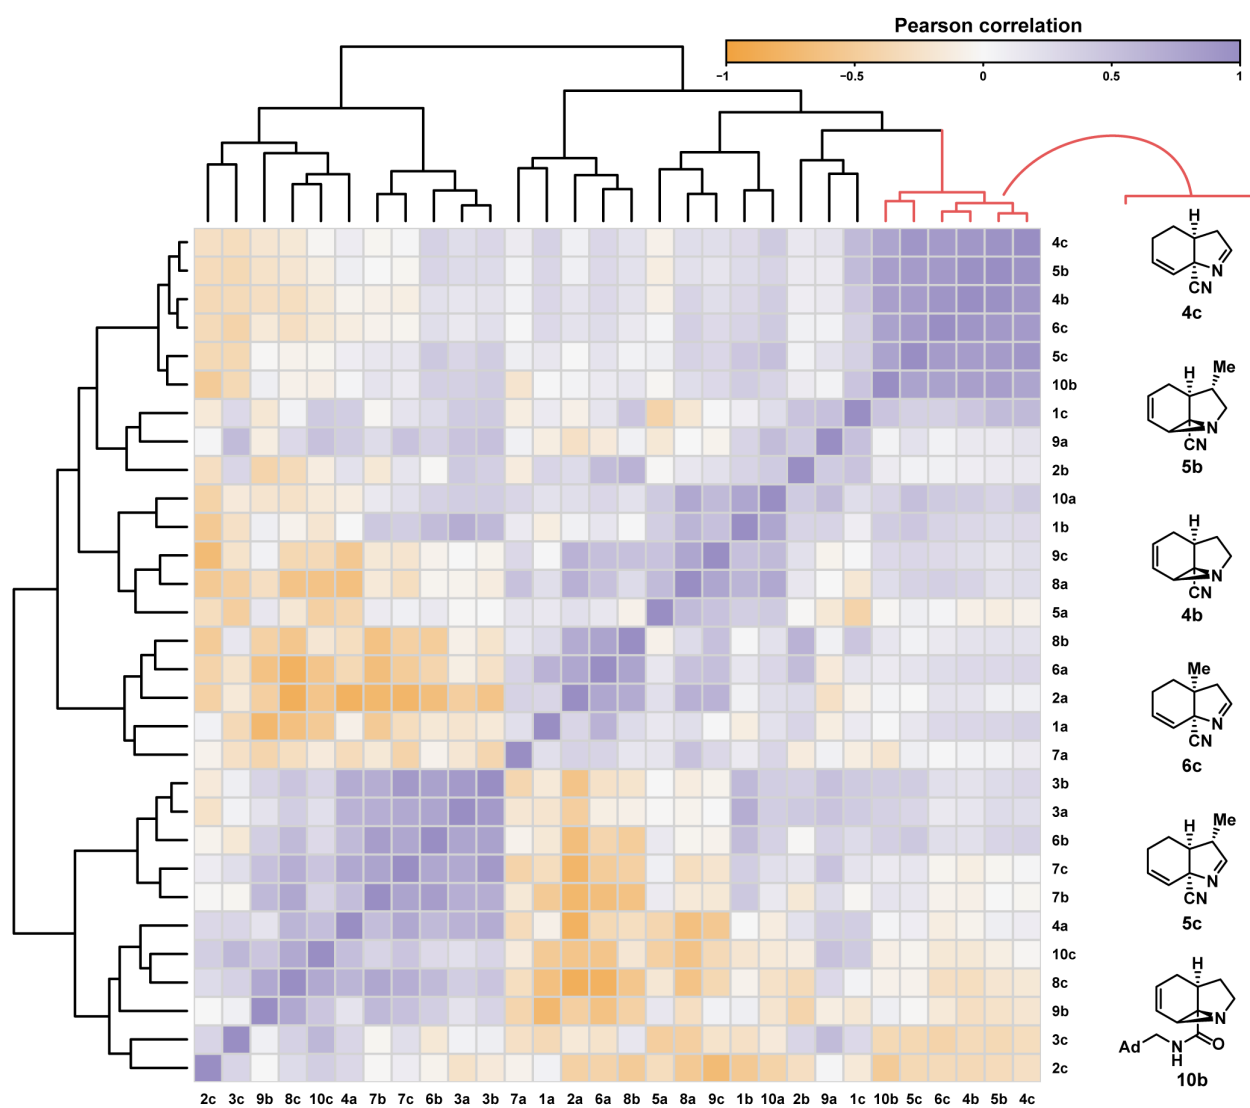 Pearson correlation
−1 −0.5 0 0.5 1
4c
5b
4b
6c
5c
10b
1c
9a
2b
10a
1b
9c
8a
5a
8b
6a
2a
1a
7a
3b
3a
6b
7c
7b
4a
10c
8c
9b
3c
2c
2c 3c 9b 8c 10c 4a 7b 7c 6b 3a 3b 7a 1a 2a 6a 8b 5a 8a 9c 1b 10a 2b 9a 1c 10b 5c 6c 4b 5b 4c
H
N
CN
4c
Me
H
N
CN
5b
H
N
CN
4b
Me
N
CN
6c
Me
H
N
CN
5c
H
N
Ad
N
H
O
10b